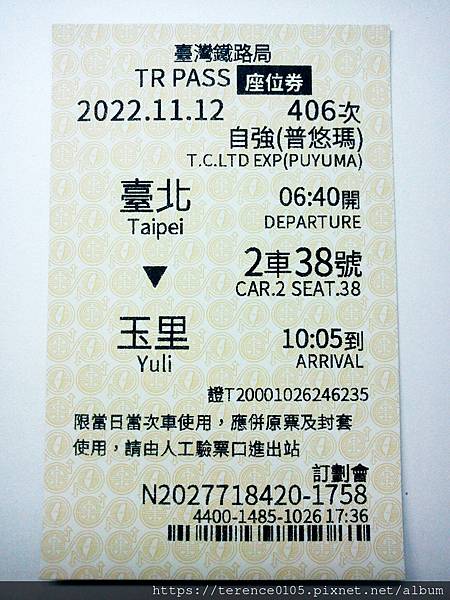 臺灣鐵路局
TR PASS 座位券
2022.11.12 406次
自強(普悠瑪)
T.C.LTD EXP(PUYUMA)
臺北 06:40開
Taipei DEPARTURE
2車38號
CAR.2 SEAT.38
玉里 10:05到
Yuli ARRIVAL
證T20001026246235
限當日當次車使用，應併原票及封套
使用，請由人工驗票口進出站
訂劃會
N2027718420-1758
4400-1485-1026 17:36
https://terence0105.pixnet.net/album